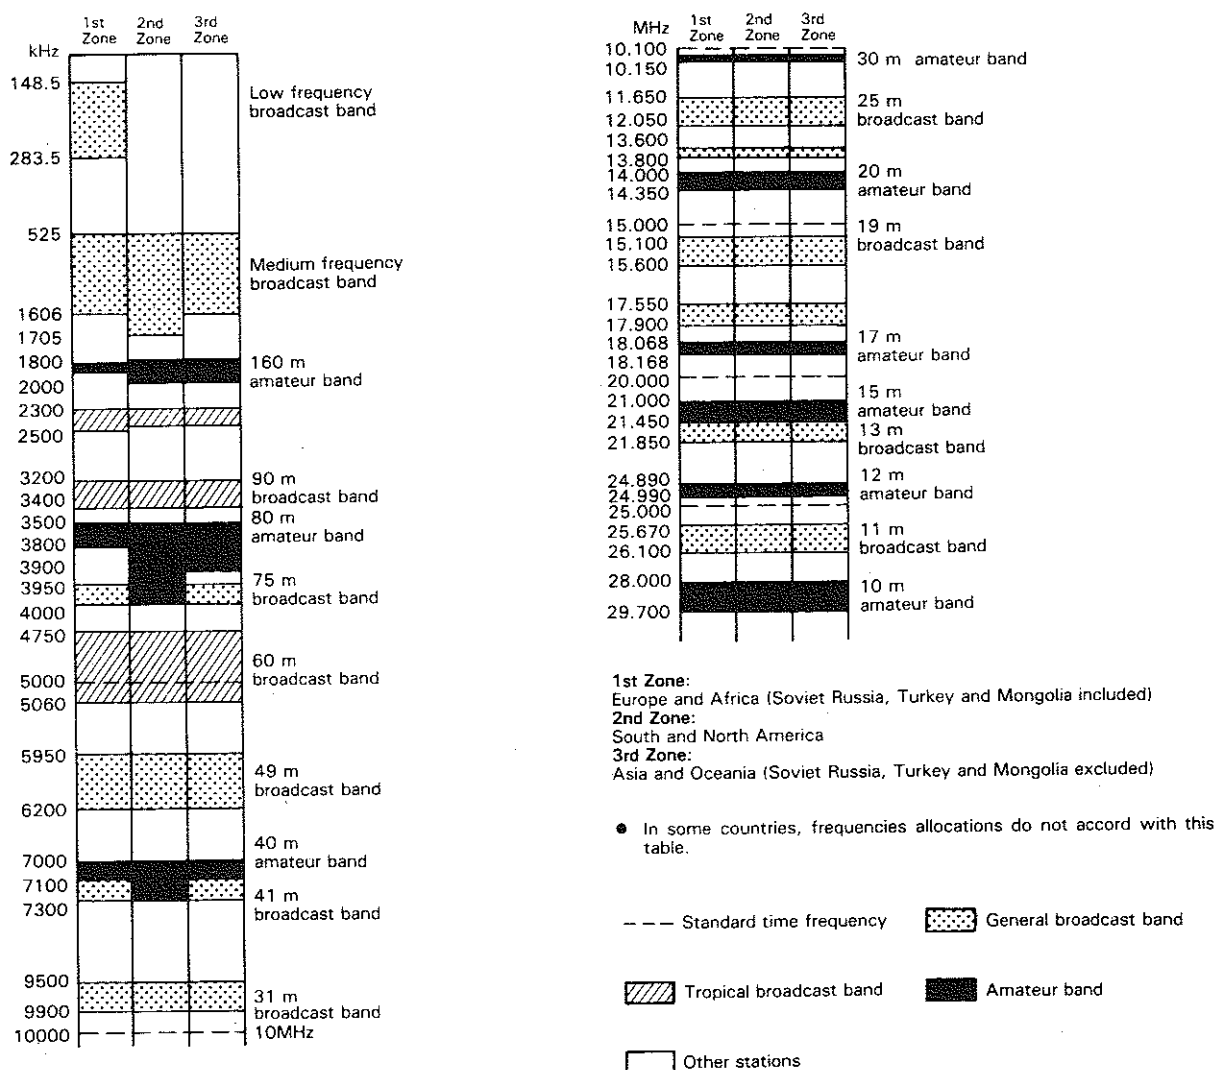 1st Zone
2nd Zone
3rd Zone
kHz
148.5
Low frequency
broadcast band
283.5
525
Medium frequency
broadcast band
1606
1705
1800
160 m
amateur band
2000
2300
2500
3200
90 m
broadcast band
3400
3500
80 m
amateur band
3800
3900
3950
75 m
broadcast band
4000
4750
60 m
broadcast band
5000
5060
5950
49 m
broadcast band
6200
7000
40 m
amateur band
7100
41 m
broadcast band
7300
9500
31 m
broadcast band
9900
10000
10MHz
MHz
1st Zone
2nd Zone
3rd Zone
10.100
10.150
30 m amateur band
11.650
25 m
broadcast band
12.050
13.600
13.800
14.000
20 m
amateur band
14.350
15.000
19 m
broadcast band
15.100
15.600
17.550
17.900
18.068
17 m
amateur band
18.168
20.000
21.000
15 m
amateur band
21.450
13 m
broadcast band
21.850
24.890
12 m
amateur band
24.990
25.000
25.670
11 m
broadcast band
26.100
28.000
10 m
amateur band
29.700
1st Zone:
Europe and Africa (Soviet Russia, Turkey and Mongolia included)
2nd Zone:
South and North America
3rd Zone:
Asia and Oceania (Soviet Russia, Turkey and Mongolia excluded)
● In some countries, frequencies allocations do not accord with this
table.
Standard time frequency
General broadcast band
Tropical broadcast band
Amateur band
Other stations